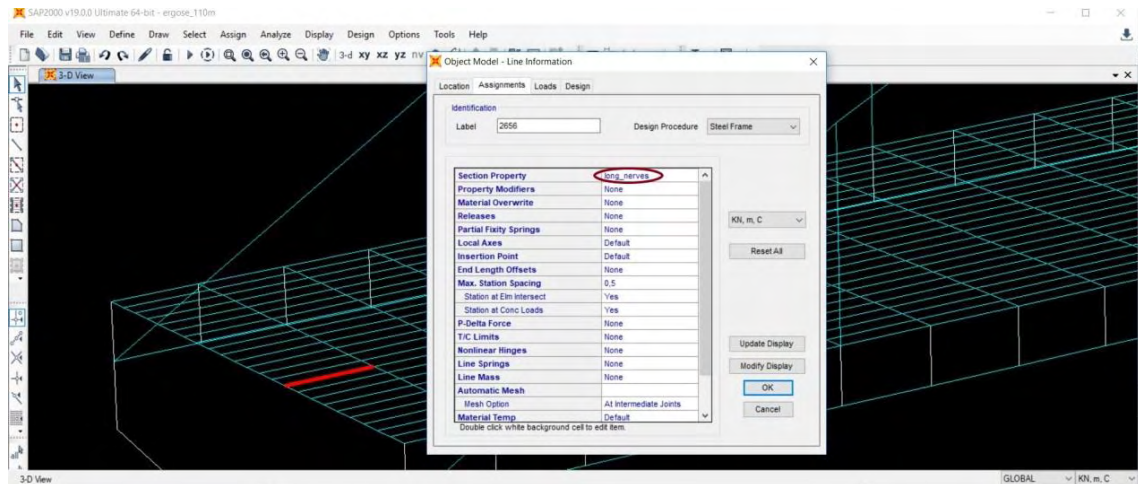 SAP2000 v19.0.0 Ultimate 64-bit - ergose_110m
File Edit View Define Draw Select Assign Analyze Display Design Options Tools Help
3-d xy xz yz nv
3-D View
Object Model - Line Information
Location Assignments Loads Design
Identification
Label 2656 Design Procedure Steel Frame
Section Property long_nerves
Property Modifiers None
Material Overwrite None
Releases None
Partial Fixity Springs None
Local Axes Default
Insertion Point Default
End Length Offsets None
Max. Station Spacing 0,5
Station at Elm Intersect Yes
Station at Conc Loads Yes
P-Delta Force None
T/C Limits None
Nonlinear Hinges None
Line Springs None
Line Mass None
Automatic Mesh
Mesh Option At Intermediate Joints
Material Temp Default
Double click white background cell to edit item.
KN, m, C
Reset All
Update Display
Modify Display
OK
Cancel
all
3-D View GLOBAL KN, m, C